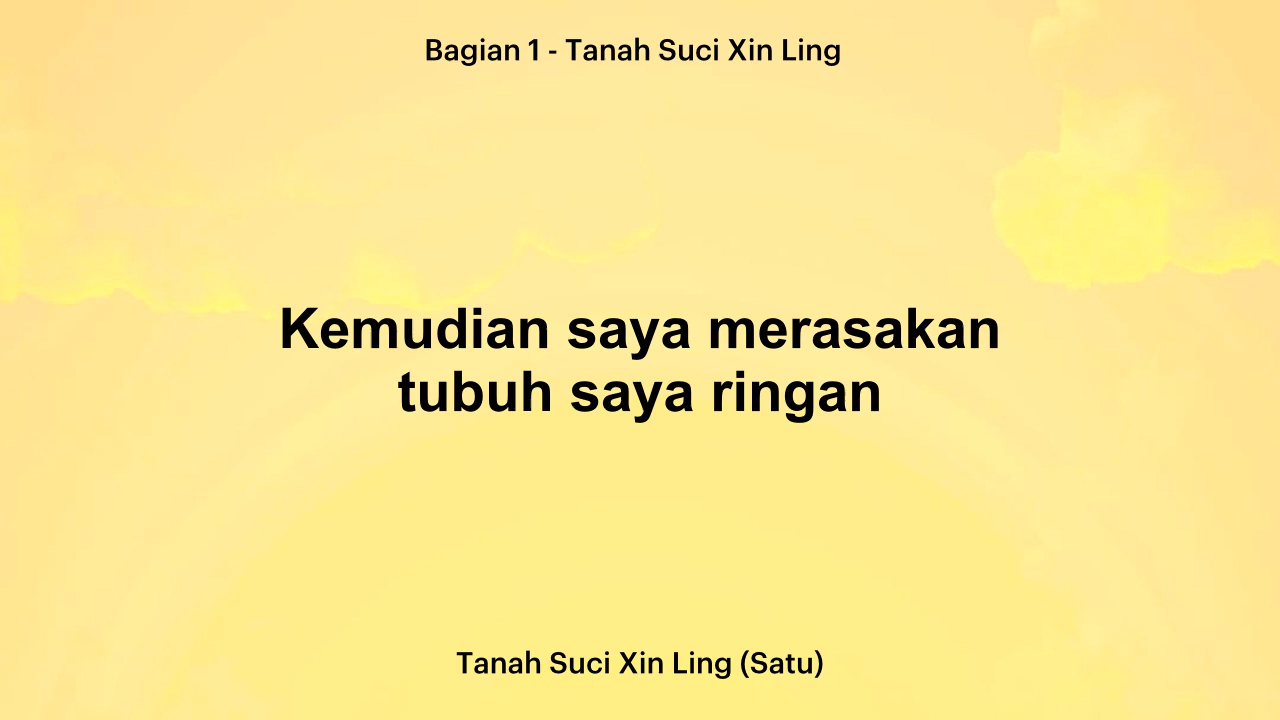 Bagian 1 - Tanah Suci Xin Ling
Kemudian saya merasakan
tubuh saya ringan
Tanah Suci Xin Ling (Satu)